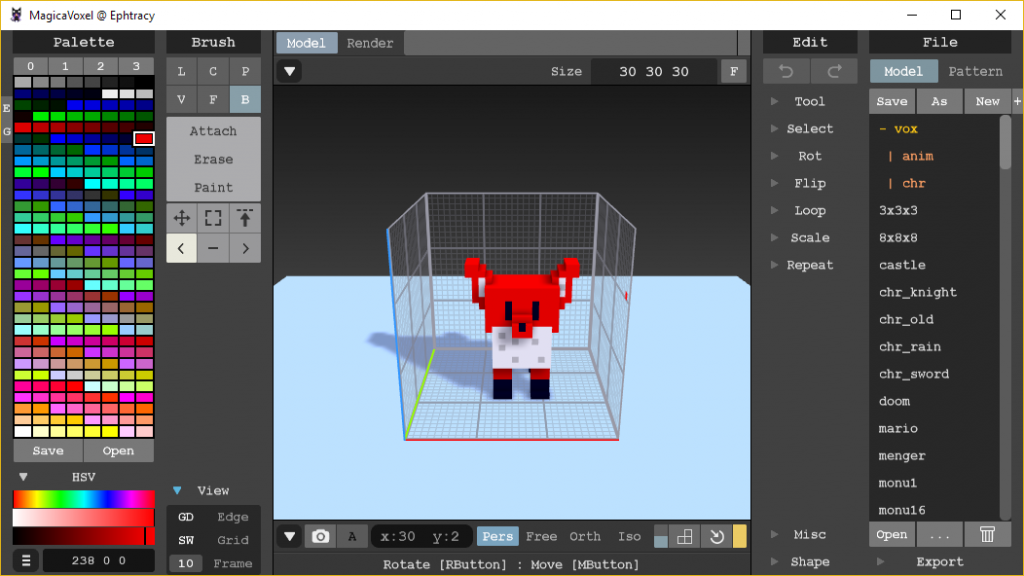 MagicaVoxel @ Ephtracy
Palette
0 1 2 3
E
G
Save Open
HSV
238 0 0
Brush
L C P
V F B
Attach
Erase
Paint
View
GD Edge
SW Grid
10 Frame
Model Render
Size 30 30 30 F
A x:30 y:2 Pers Free Orth Iso
Rotate [RButton] : Move [MButton]
Edit
Tool
Select
Rot
Flip
Loop
Scale
Repeat
Misc
Shape
File
Model Pattern
Save As New +
- vox
| anim
| chr
3x3x3
8x8x8
castle
chr_knight
chr_old
chr_rain
chr_sword
doom
mario
menger
monu1
monu16
Open ...
Export